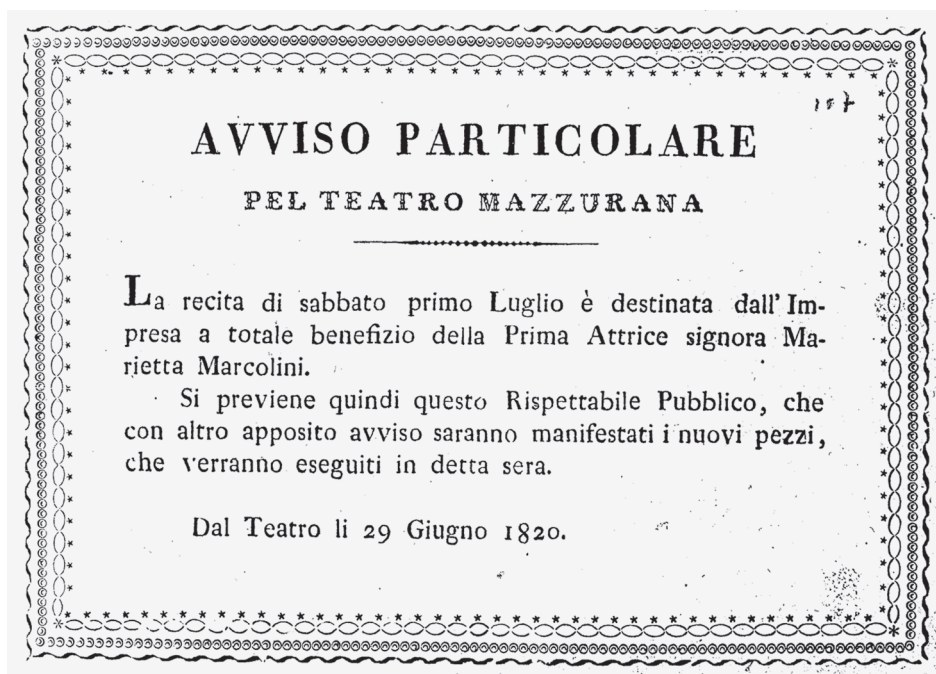 107
AVVISO PARTICOLARE
PEL TEATRO MAZZURANA
La recita di sabbato primo Luglio è destinata dall' Im-
presa a totale benefizio della Prima Attrice signora Ma-
rietta Marcolini.
Si previene quindi questo Rispettabile Pubblico, che
con altro apposito avviso saranno manifestati i nuovi pezzi,
che verranno eseguiti in detta sera.
Dal Teatro li 29 Giugno 1820.